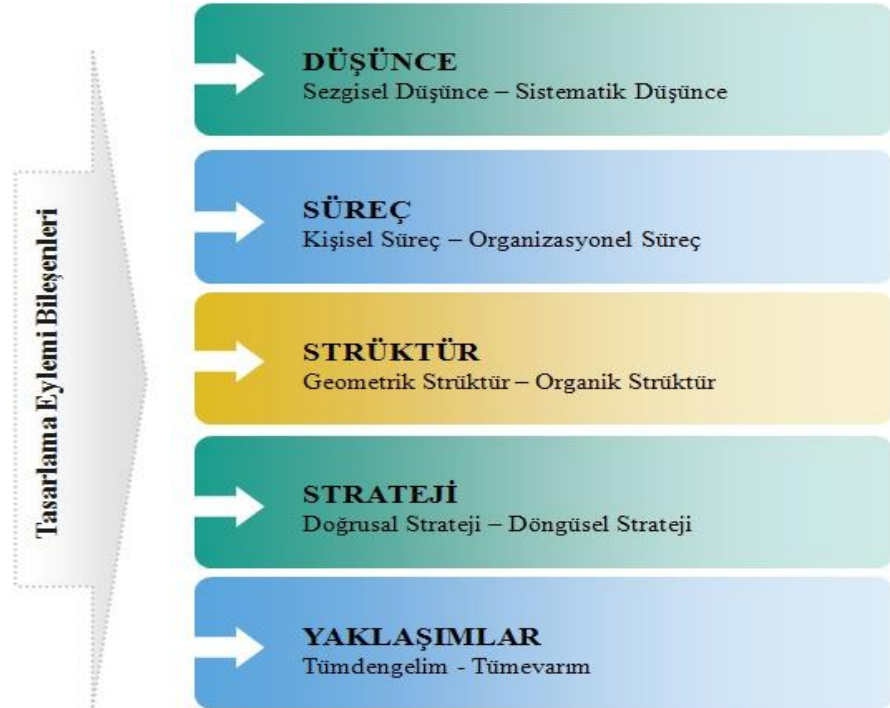 Tasarlama Eylemi Bileşenleri
DÜŞÜNCE
Sezgisel Düşünce – Sistematik Düşünce
SÜREÇ
Kişisel Süreç – Organizasyonel Süreç
STRÜKTÜR
Geometrik Strüktür – Organik Strüktür
STRATEJİ
Doğrusal Strateji – Döngüsel Strateji
YAKLAŞIMLAR
Tümdengelim - Tümevarım